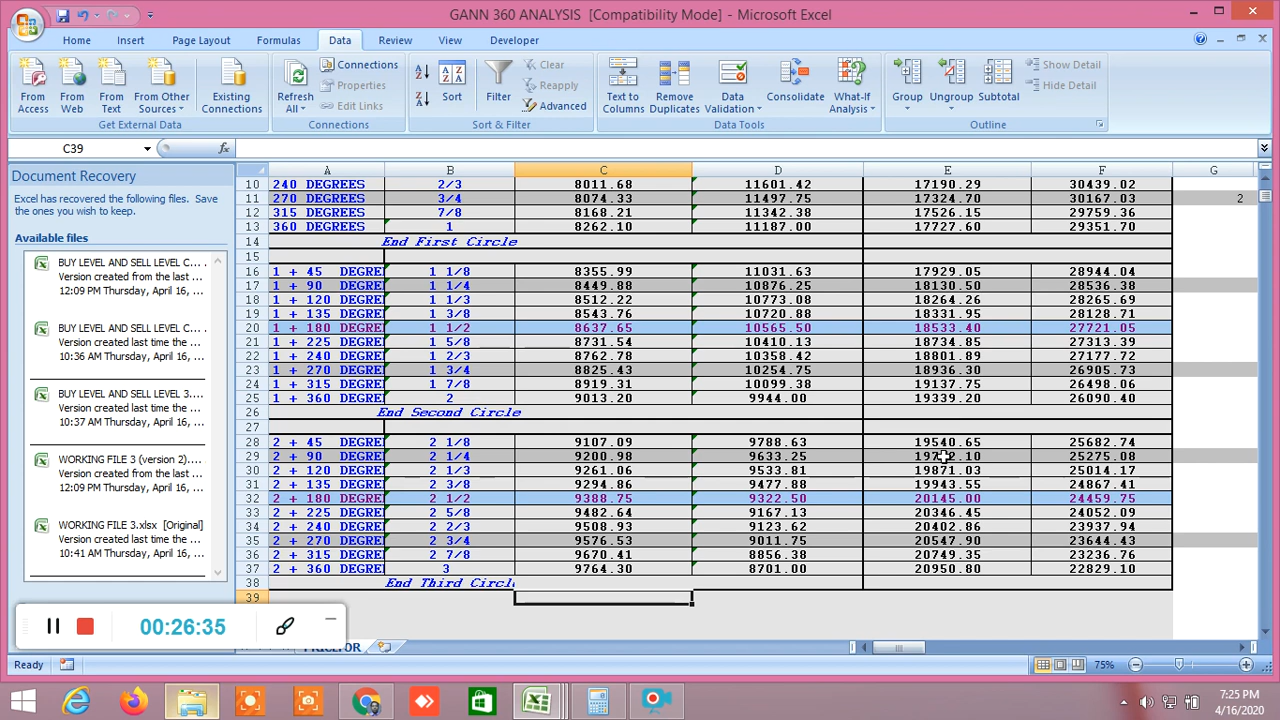 GANN 360 ANALYSIS  [Compatibility Mode] - Microsoft Excel
Home Insert Page Layout Formulas Data Review View Developer
From Access
From Web
From Text
From Other Sources
Existing Connections
Get External Data
Refresh All
Connections
Properties
Edit Links
Connections
Sort
Filter
Clear
Reapply
Advanced
Sort & Filter
Text to Columns
Remove Duplicates
Data Validation
Consolidate
What-If Analysis
Data Tools
Group
Ungroup
Subtotal
Show Detail
Hide Detail
Outline
C39
fx
Document Recovery
Excel has recovered the following files. Save
the ones you wish to keep.
Available files
BUY LEVEL AND SELL LEVEL C... .
Version created from the last ...
12:09 PM Thursday, April 16, ...
BUY LEVEL AND SELL LEVEL C... .
Version created last time the ...
10:36 AM Thursday, April 16, ...
BUY LEVEL AND SELL LEVEL 3....
Version created last time the ...
10:37 AM Thursday, April 16, ...
WORKING FILE 3 (version 2)....
Version created from the last ...
12:09 PM Thursday, April 16, ...
WORKING FILE 3.xlsx  [Original]
Version created last time the ...
10:41 AM Thursday, April 16, ...
A B C D E F G
10 240 DEGREES 2/3 8011.68 11601.42 17190.29 30439.02
11 270 DEGREES 3/4 8074.33 11497.75 17324.70 30167.03 2
12 315 DEGREES 7/8 8168.21 11342.38 17526.15 29759.36
13 360 DEGREES 1 8262.10 11187.00 17727.60 29351.70
14 End First Circle
15
16 1 + 45 DEGREE 1 1/8 8355.99 11031.63 17929.05 28944.04
17 1 + 90 DEGREE 1 1/4 8449.88 10876.25 18130.50 28536.38
18 1 + 120 DEGREE 1 1/3 8512.22 10773.08 18264.26 28265.69
19 1 + 135 DEGREE 1 3/8 8543.76 10720.88 18331.95 28128.71
20 1 + 180 DEGREE 1 1/2 8637.65 10565.50 18533.40 27721.05
21 1 + 225 DEGREE 1 5/8 8731.54 10410.13 18734.85 27313.39
22 1 + 240 DEGREE 1 2/3 8762.78 10358.42 18801.89 27177.72
23 1 + 270 DEGREE 1 3/4 8825.43 10254.75 18936.30 26905.73
24 1 + 315 DEGREE 1 7/8 8919.31 10099.38 19137.75 26498.06
25 1 + 360 DEGREE 2 9013.20 9944.00 19339.20 26090.40
26 End Second Circle
27
28 2 + 45 DEGREE 2 1/8 9107.09 9788.63 19540.65 25682.74
29 2 + 90 DEGREE 2 1/4 9200.98 9633.25 25275.08
30 2 + 120 DEGREE 2 1/3 9261.06 9533.81 19871.03 25014.17
31 2 + 135 DEGREE 2 3/8 9294.86 9477.88 19943.55 24867.41
32 2 + 180 DEGREE 2 1/2 9388.75 9322.50 20145.00 24459.75
33 2 + 225 DEGREE 2 5/8 9482.64 9167.13 20346.45 24052.09
34 2 + 240 DEGREE 2 2/3 9508.93 9123.62 20402.86 23937.94
35 2 + 270 DEGREE 2 3/4 9576.53 9011.75 20547.90 23644.43
36 2 + 315 DEGREE 2 7/8 9670.41 8856.38 20749.35 23236.76
37 2 + 360 DEGREE 3 9764.30 8701.00 20950.80 22829.10
38 End Third Circl
39
00:26:35
Ready
75%
7:25 PM
4/16/2020